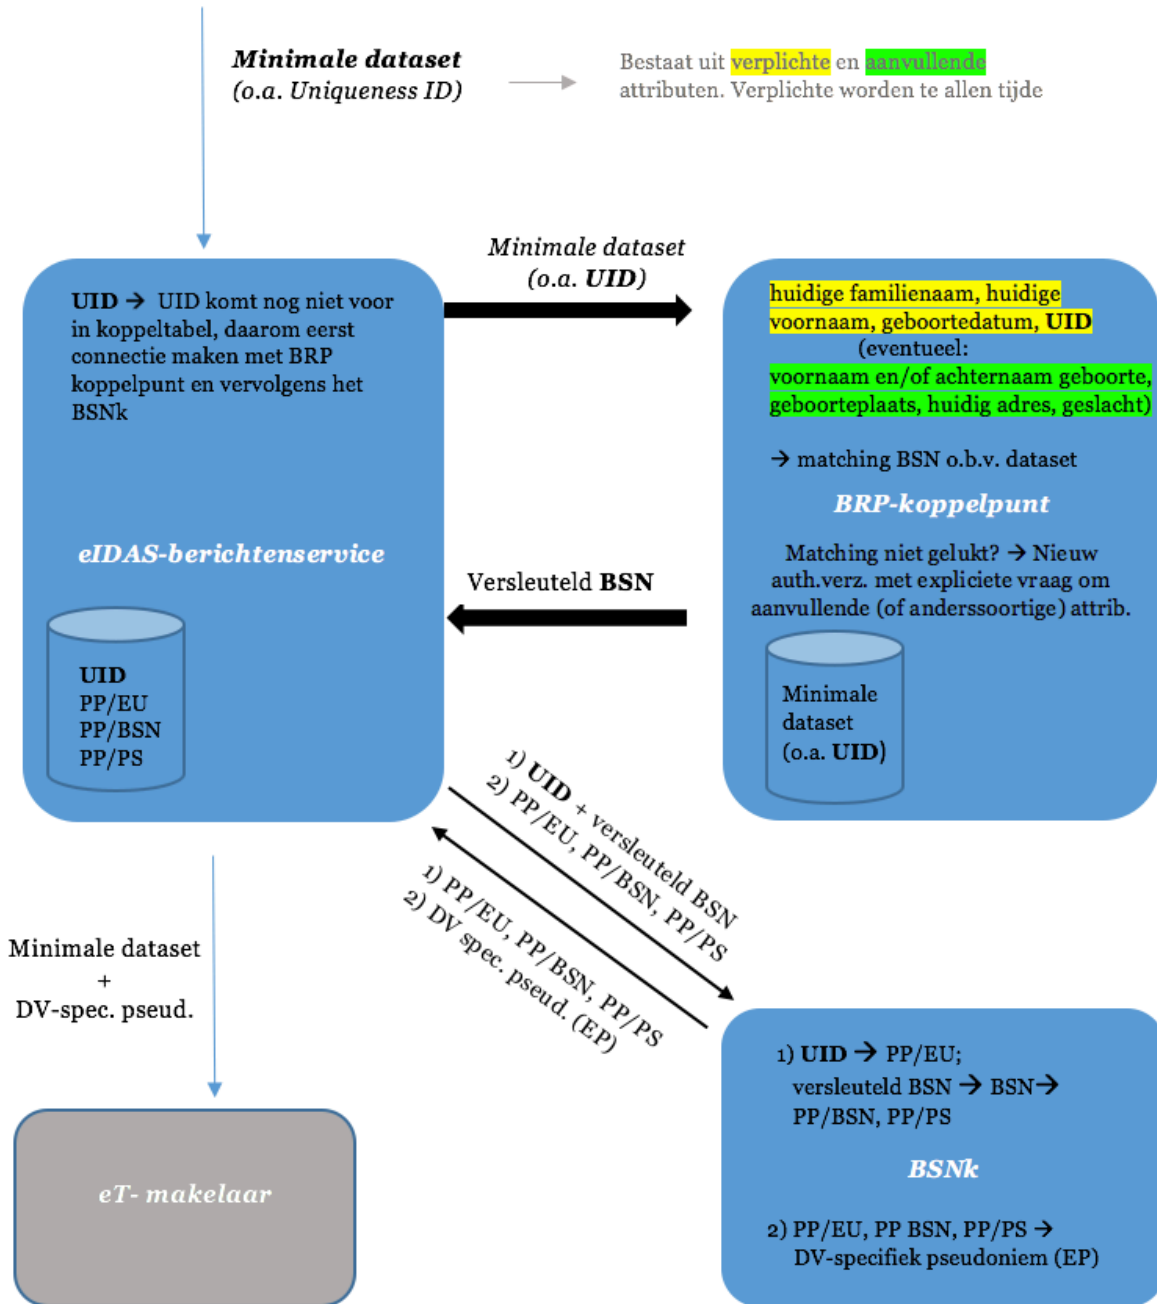 Minimale dataset
(o.a. Uniqueness ID)
Bestaat uit verplichte en aanvullende
attributen. Verplichte worden te allen tijde
Minimale dataset
(o.a. UID)
UID → UID komt nog niet voor
in koppeltabel, daarom eerst
connectie maken met BRP
koppelpunt en vervolgens het
BSNk
eIDAS-berichtenservice
UID
PP/EU
PP/BSN
PP/PS
huidige familienaam, huidige
voornaam, geboortedatum, UID
(eventueel:
voornaam en/of achternaam geboorte,
geboorteplaats, huidig adres, geslacht)
→ matching BSN o.b.v. dataset
BRP-koppelpunt
Matching niet gelukt? → Nieuw
auth.verz. met expliciete vraag om
aanvullende (of anderssoortige) attrib.
Minimale
dataset
(o.a. UID)
Versleuteld BSN
1) UID + versleuteld BSN
2) PP/EU, PP/BSN, PP/PS
1) PP/EU, PP/BSN, PP/PS
2) DV spec. pseud. (EP)
Minimale dataset
+
DV-spec. pseud.
eT- makelaar
1) UID → PP/EU;
versleuteld BSN → BSN→
PP/BSN, PP/PS
BSNk
2) PP/EU, PP BSN, PP/PS →
DV-specifiek pseudoniem (EP)